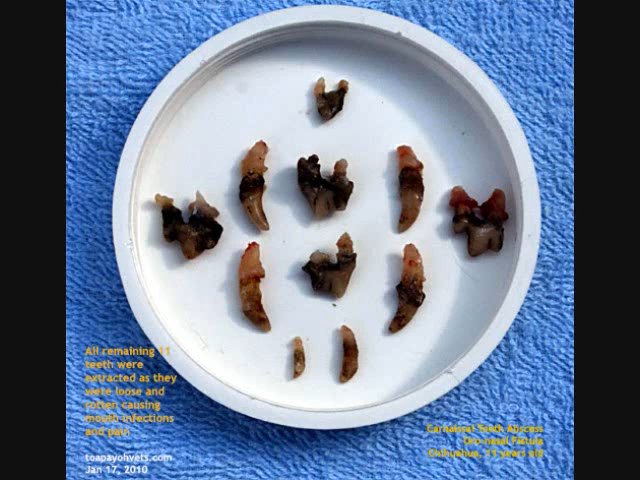 All remaining 11
teeth were
extracted as they
were loose and
rotten causing
mouth infections
and pain
toapayohvets.com
Jan 17, 2010
Carnassial Tooth Abscess
Oro-nasal Fistula
Chihuahua, 11 years old